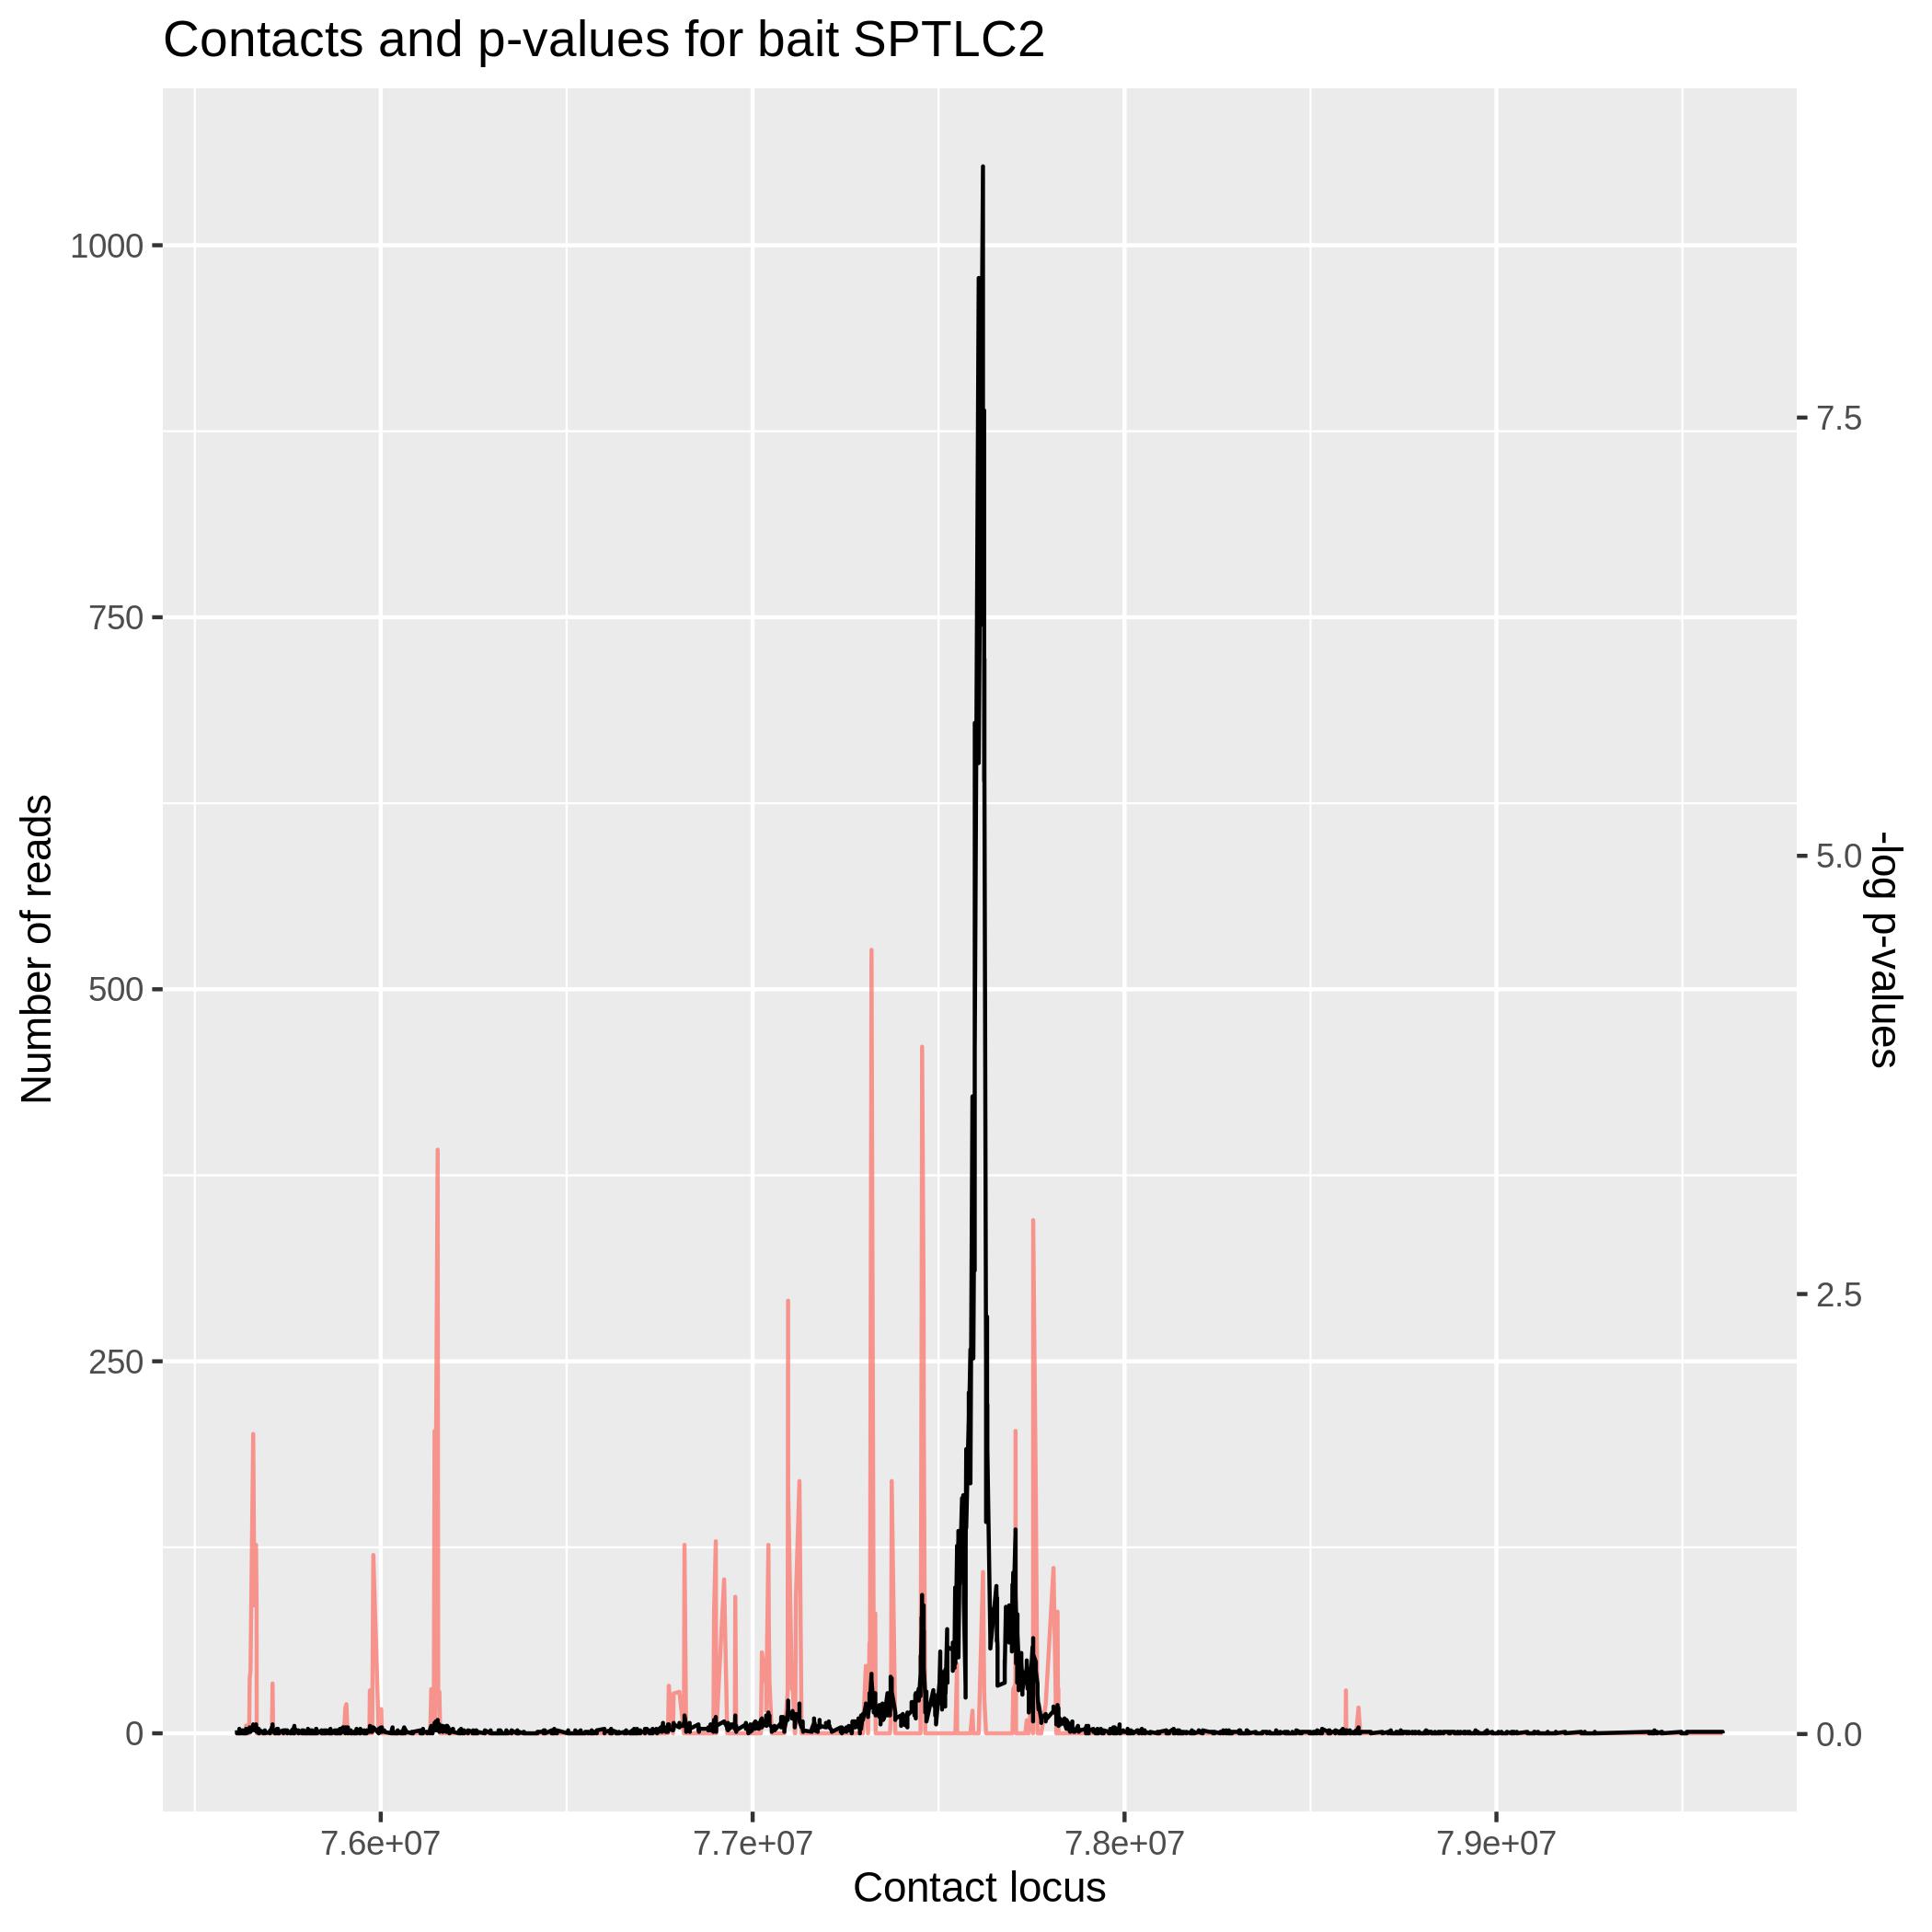 Contacts and p-values for bait SPTLC2
1000
750
500
250
0
Number of reads
7.5
5.0
2.5
0.0
-log p-values
7.6e+07
7.7e+07
7.8e+07
7.9e+07
Contact locus